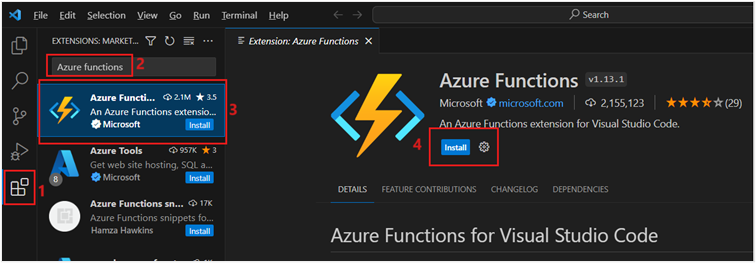 File Edit Selection View Go Run Terminal Help
Search
EXTENSIONS: MARKET...
Extension: Azure Functions
Azure functions
2
Azure Functi... 2.1M 3.5
An Azure Functions extensio...
Microsoft Install
3
Azure Tools 957K 3
Get web site hosting, SQL a...
Microsoft Install
8
1
Azure Functions sn... 17K
Azure Functions snippets fo...
Hamza Hawkins Install
Azure Functions v1.13.1
Microsoft microsoft.com 2,155,123 (29)
An Azure Functions extension for Visual Studio Code.
4
Install
DETAILS FEATURE CONTRIBUTIONS CHANGELOG DEPENDENCIES
Azure Functions for Visual Studio Code